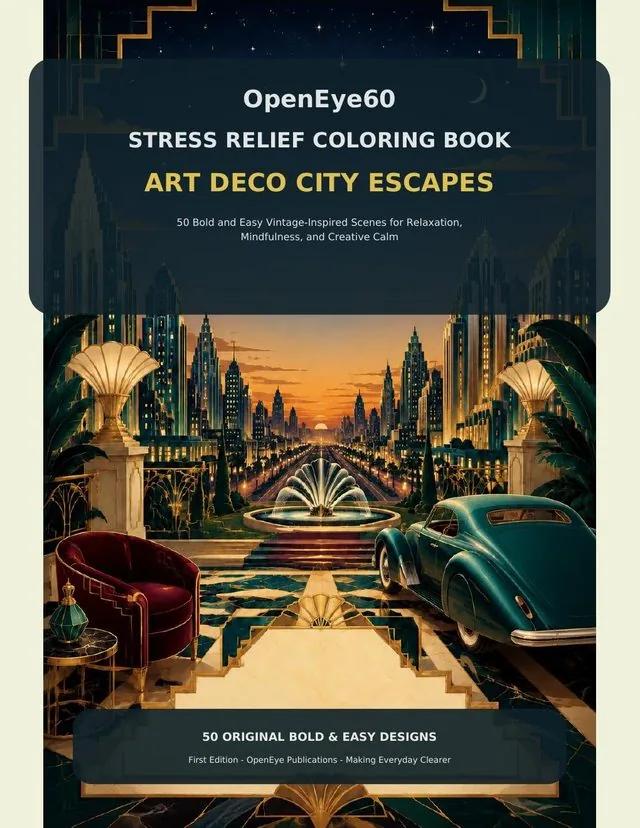 OpenEye60
STRESS RELIEF COLORING BOOK
ART DECO CITY ESCAPES
50 Bold and Easy Vintage-Inspired Scenes for Relaxation,
Mindfulness, and Creative Calm
50 ORIGINAL BOLD & EASY DESIGNS
First Edition - OpenEye Publications - Making Everyday Clearer